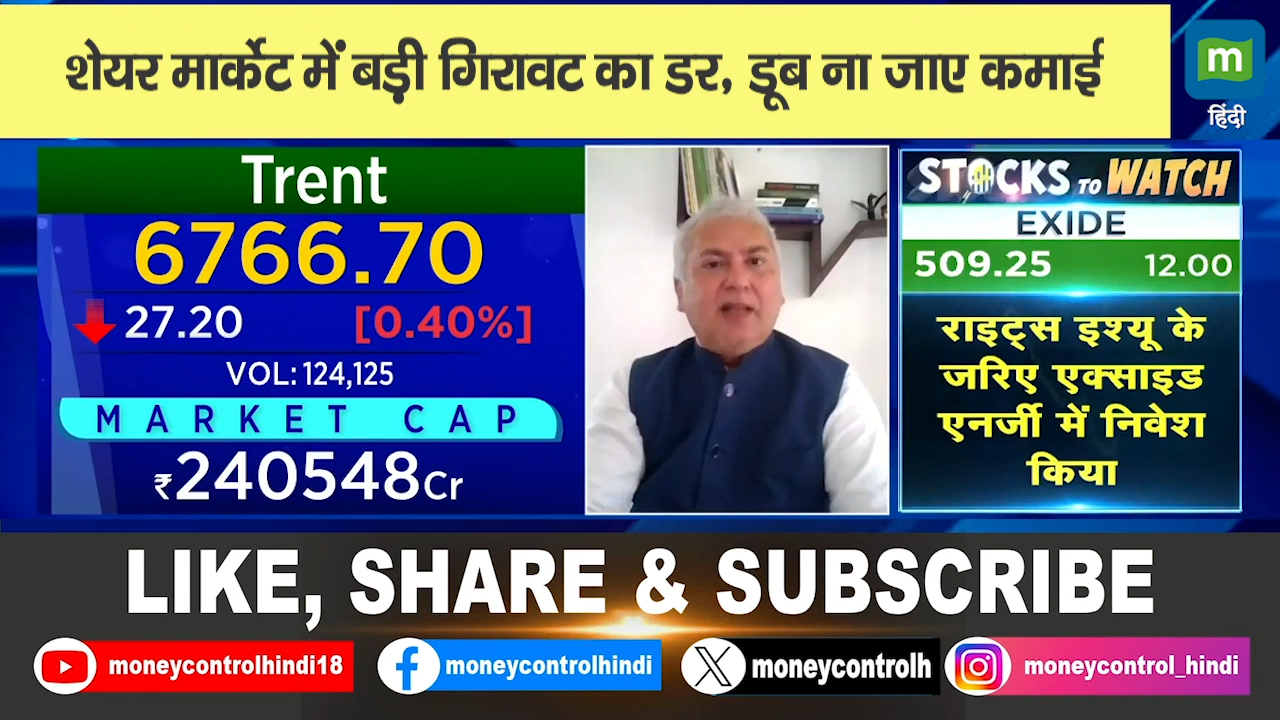 शेयर मार्केट में बड़ी गिरावट का डर, डूब ना जाए कमाई
m
हिंदी
Trent
6766.70
27.20 [0.40%]
VOL: 124,125
MARKET CAP
₹240548Cr
STOCKS TO WATCH
EXIDE
509.25 12.00
राइट्स इश्यू के
जरिए एक्साइड
एनर्जी में निवेश
किया
LIKE, SHARE & SUBSCRIBE
moneycontrolhindi18
moneycontrolhindi
moneycontrolh
moneycontrol_hindi